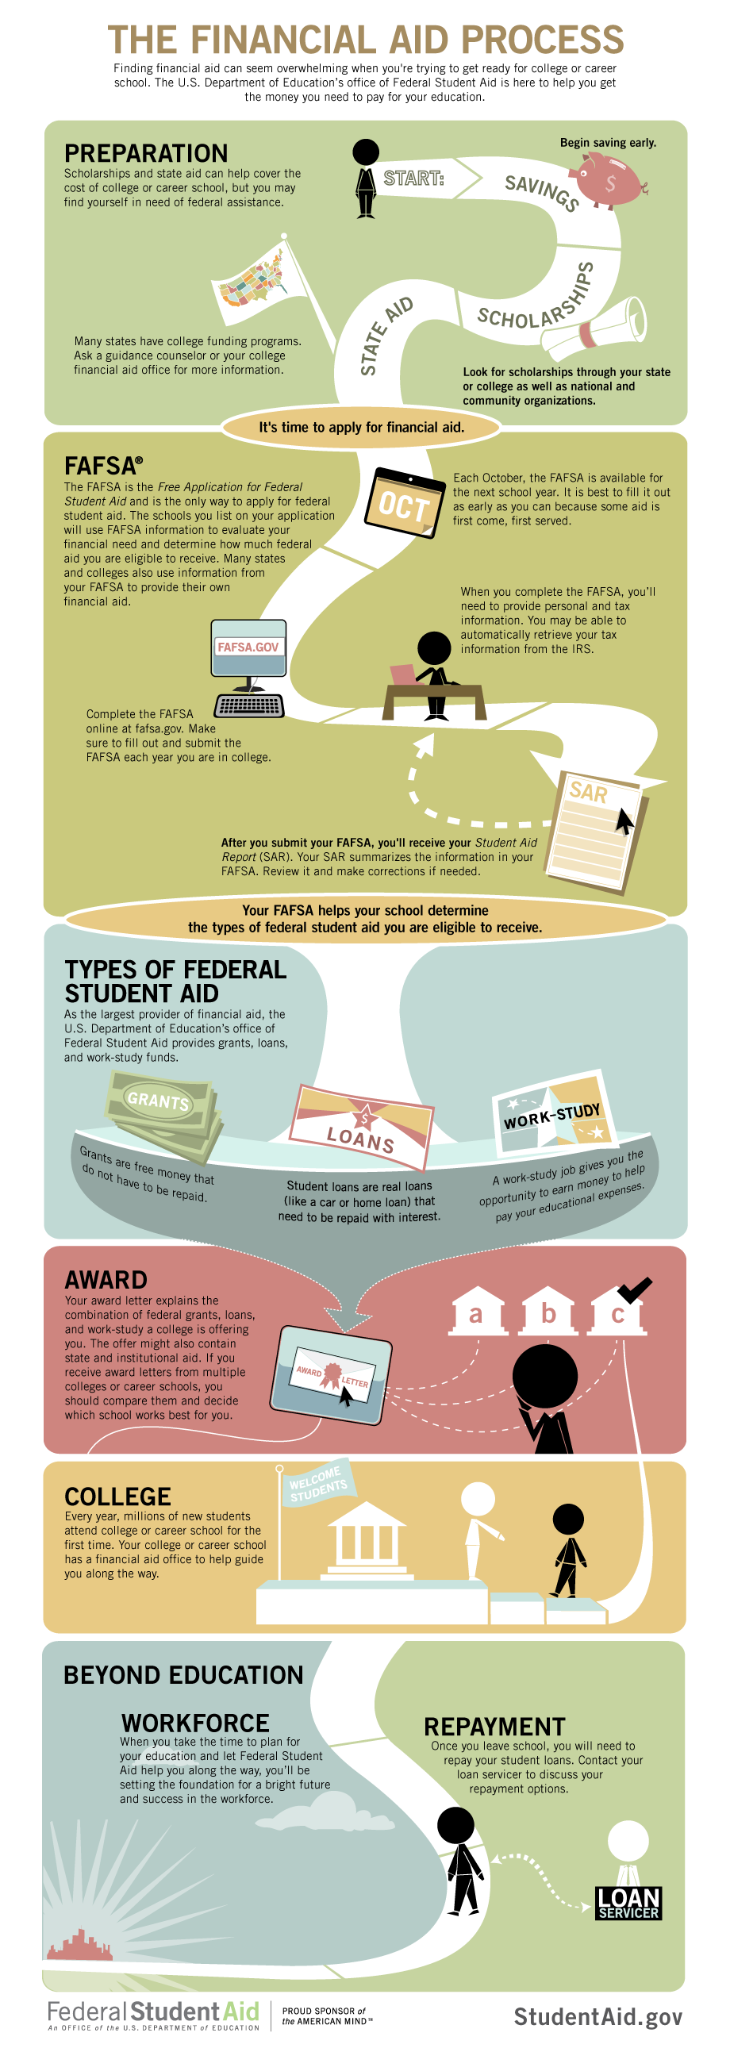 THE FINANCIAL AID PROCESS
Finding financial aid can seem overwhelming when you're trying to get ready for college or career
school. The U.S. Department of Education's office of Federal Student Aid is here to help you get
the money you need to pay for your education.
PREPARATION
Scholarships and state aid can help cover the
cost of college or career school, but you may
find yourself in need of federal assistance.
START:
Begin saving early.
SAVINGS
$
SCHOLARSHIPS
STATE AID
Many states have college funding programs.
Ask a guidance counselor or your college
financial aid office for more information.
Look for scholarships through your state
or college as well as national and
community organizations.
It's time to apply for financial aid.
FAFSA®
The FAFSA is the Free Application for Federal
Student Aid and is the only way to apply for federal
student aid. The schools you list on your application
will use FAFSA information to evaluate your
financial need and determine how much federal
aid you are eligible to receive. Many states
and colleges also use information from
your FAFSA to provide their own
financial aid.
OCT
Each October, the FAFSA is available for
the next school year. It is best to fill it out
as early as you can because some aid is
first come, first served.
When you complete the FAFSA, you'll
need to provide personal and tax
information. You may be able to
automatically retrieve your tax
information from the IRS.
FAFSA.GOV
Complete the FAFSA
online at fafsa.gov. Make
sure to fill out and submit the
FAFSA each year you are in college.
SAR
After you submit your FAFSA, you'll receive your Student Aid
Report (SAR). Your SAR summarizes the information in your
FAFSA. Review it and make corrections if needed.
Your FAFSA helps your school determine
the types of federal student aid you are eligible to receive.
TYPES OF FEDERAL
STUDENT AID
As the largest provider of financial aid, the
U.S. Department of Education's office of
Federal Student Aid provides grants, loans,
and work-study funds.
GRANTS
$
LOANS
WORK-STUDY
Grants are free money that
do not have to be repaid.
Student loans are real loans
(like a car or home loan) that
need to be repaid with interest.
A work-study job gives you the
opportunity to earn money to help
pay your educational expenses.
AWARD
Your award letter explains the
combination of federal grants, loans,
and work-study a college is offering
you. The offer might also contain
state and institutional aid. If you
receive award letters from multiple
colleges or career schools, you
should compare them and decide
which school works best for you.
AWARD LETTER
a b c
COLLEGE
Every year, millions of new students
attend college or career school for the
first time. Your college or career school
has a financial aid office to help guide
you along the way.
WELCOME
STUDENTS
BEYOND EDUCATION
WORKFORCE
When you take the time to plan for
your education and let Federal Student
Aid help you along the way, you'll be
setting the foundation for a bright future
and success in the workforce.
REPAYMENT
Once you leave school, you will need to
repay your student loans. Contact your
loan servicer to discuss your
repayment options.
LOAN
SERVICER
Federal Student Aid
An OFFICE of the U.S. DEPARTMENT of EDUCATION
PROUD SPONSOR of
the AMERICAN MIND™
StudentAid.gov